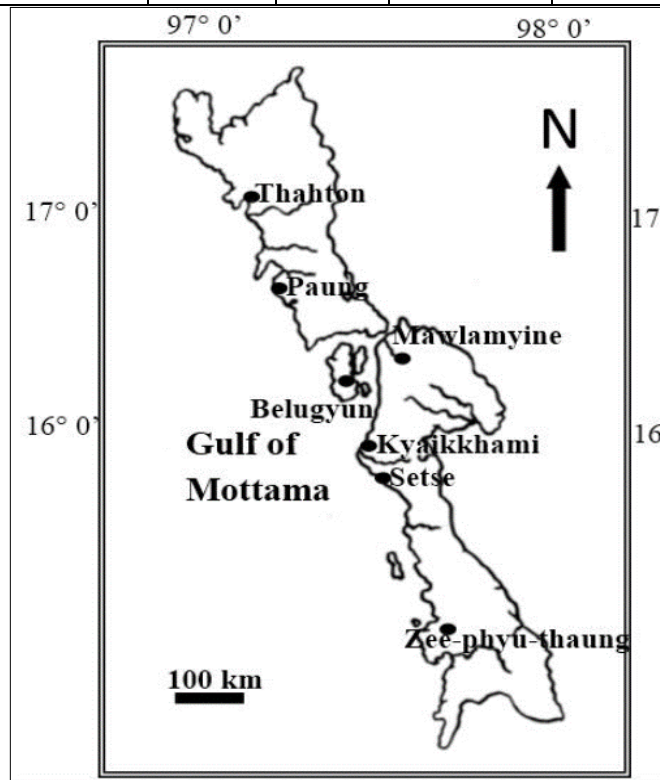 97° 0’ 98° 0’
N
Thahton
17° 0’ 17
Paung
Mawlamyine
Belugyun
16° 0’ 16
Gulf of
Kyaikkhami
Mottama
Setse
Zee-phyu-thaung
100 km